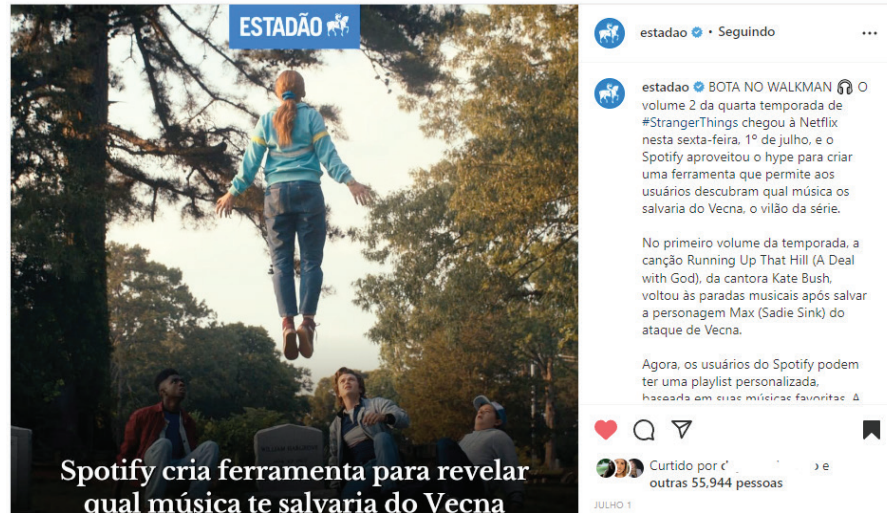 ESTADÃO
Spotify cria ferramenta para revelar
qual música te salvaria do Vecna
estadao • Seguindo
estadao BOTA NO WALKMAN 🎧 O
volume 2 da quarta temporada de
#StrangerThings chegou à Netflix
nesta sexta-feira, 1º de julho, e o
Spotify aproveitou o hype para criar
uma ferramenta que permite aos
usuários descubram qual música os
salvaria do Vecna, o vilão da série.
No primeiro volume da temporada, a
canção Running Up That Hill (A Deal
with God), da cantora Kate Bush,
voltou às paradas musicais após salvar
a personagem Max (Sadie Sink) do
ataque de Vecna.
Agora, os usuários do Spotify podem
ter uma playlist personalizada,
baseada em suas músicas favoritas. A
Curtido por e
outras 55,944 pessoas
JULHO 1